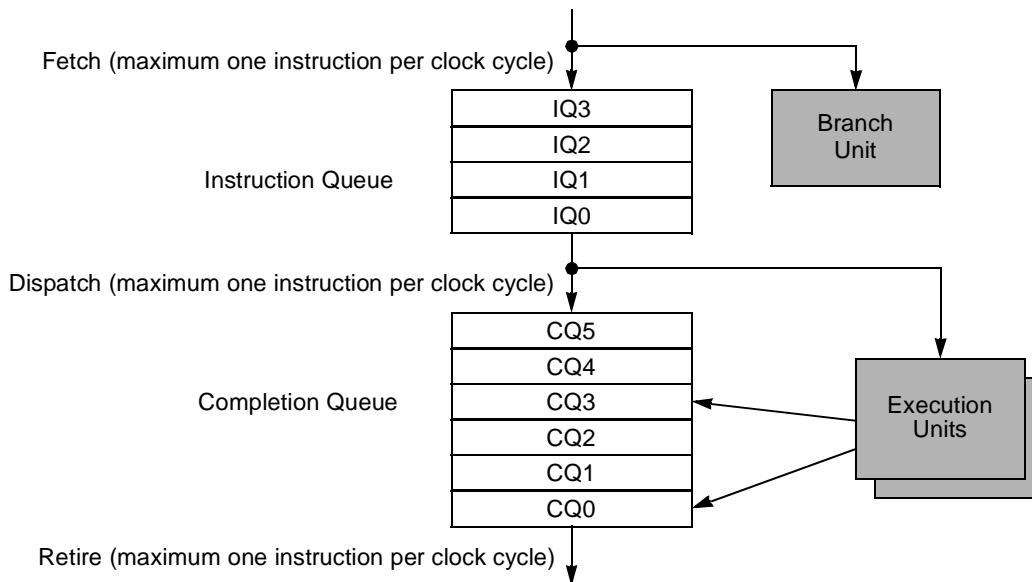 Fetch (maximum one instruction per clock cycle)
IQ3
IQ2
IQ1
IQ0
Instruction Queue
Branch
Unit
Dispatch (maximum one instruction per clock cycle)
CQ5
CQ4
CQ3
CQ2
CQ1
CQ0
Completion Queue
Execution
Units
Retire (maximum one instruction per clock cycle)